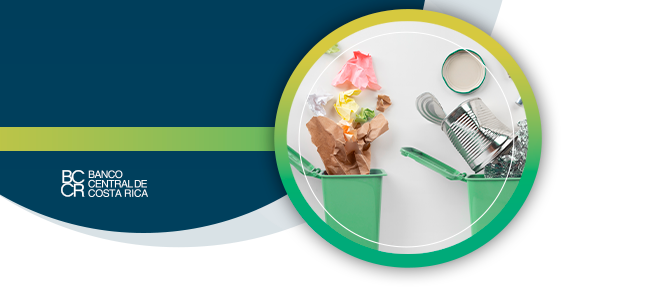 BC
CR
BANCO
CENTRAL DE
COSTA RICA